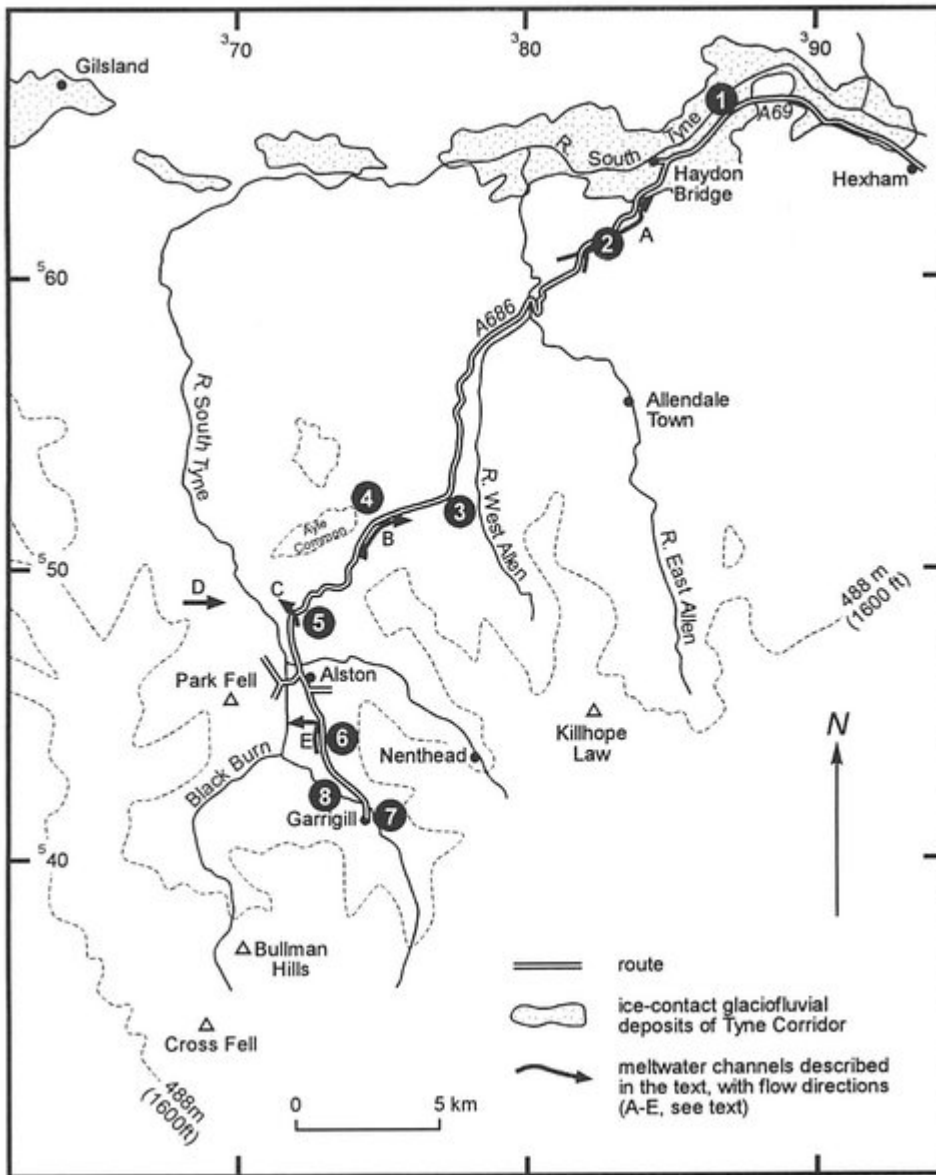 ³70
³80
³90
Gilsland
1
A69
R. South Tyne
Haydon
Bridge
Hexham
2
A
⁵60
A686
Allendale
Town
R. South Tyne
4
3
Ayle
Common
B
R. West Allen
R. East Allen
⁵50
D
C
5
488 m
(1600 ft)
Park Fell
Alston
Killhope
Law
N
E
6
Nenthead
Black Burn
8
Garrigill
7
⁵40
Bullman
Hills
Cross Fell
488m
(1600ft)
0
5 km
route
ice-contact glaciofluvial
deposits of Tyne Corridor
meltwater channels described
in the text, with flow directions
(A-E, see text)